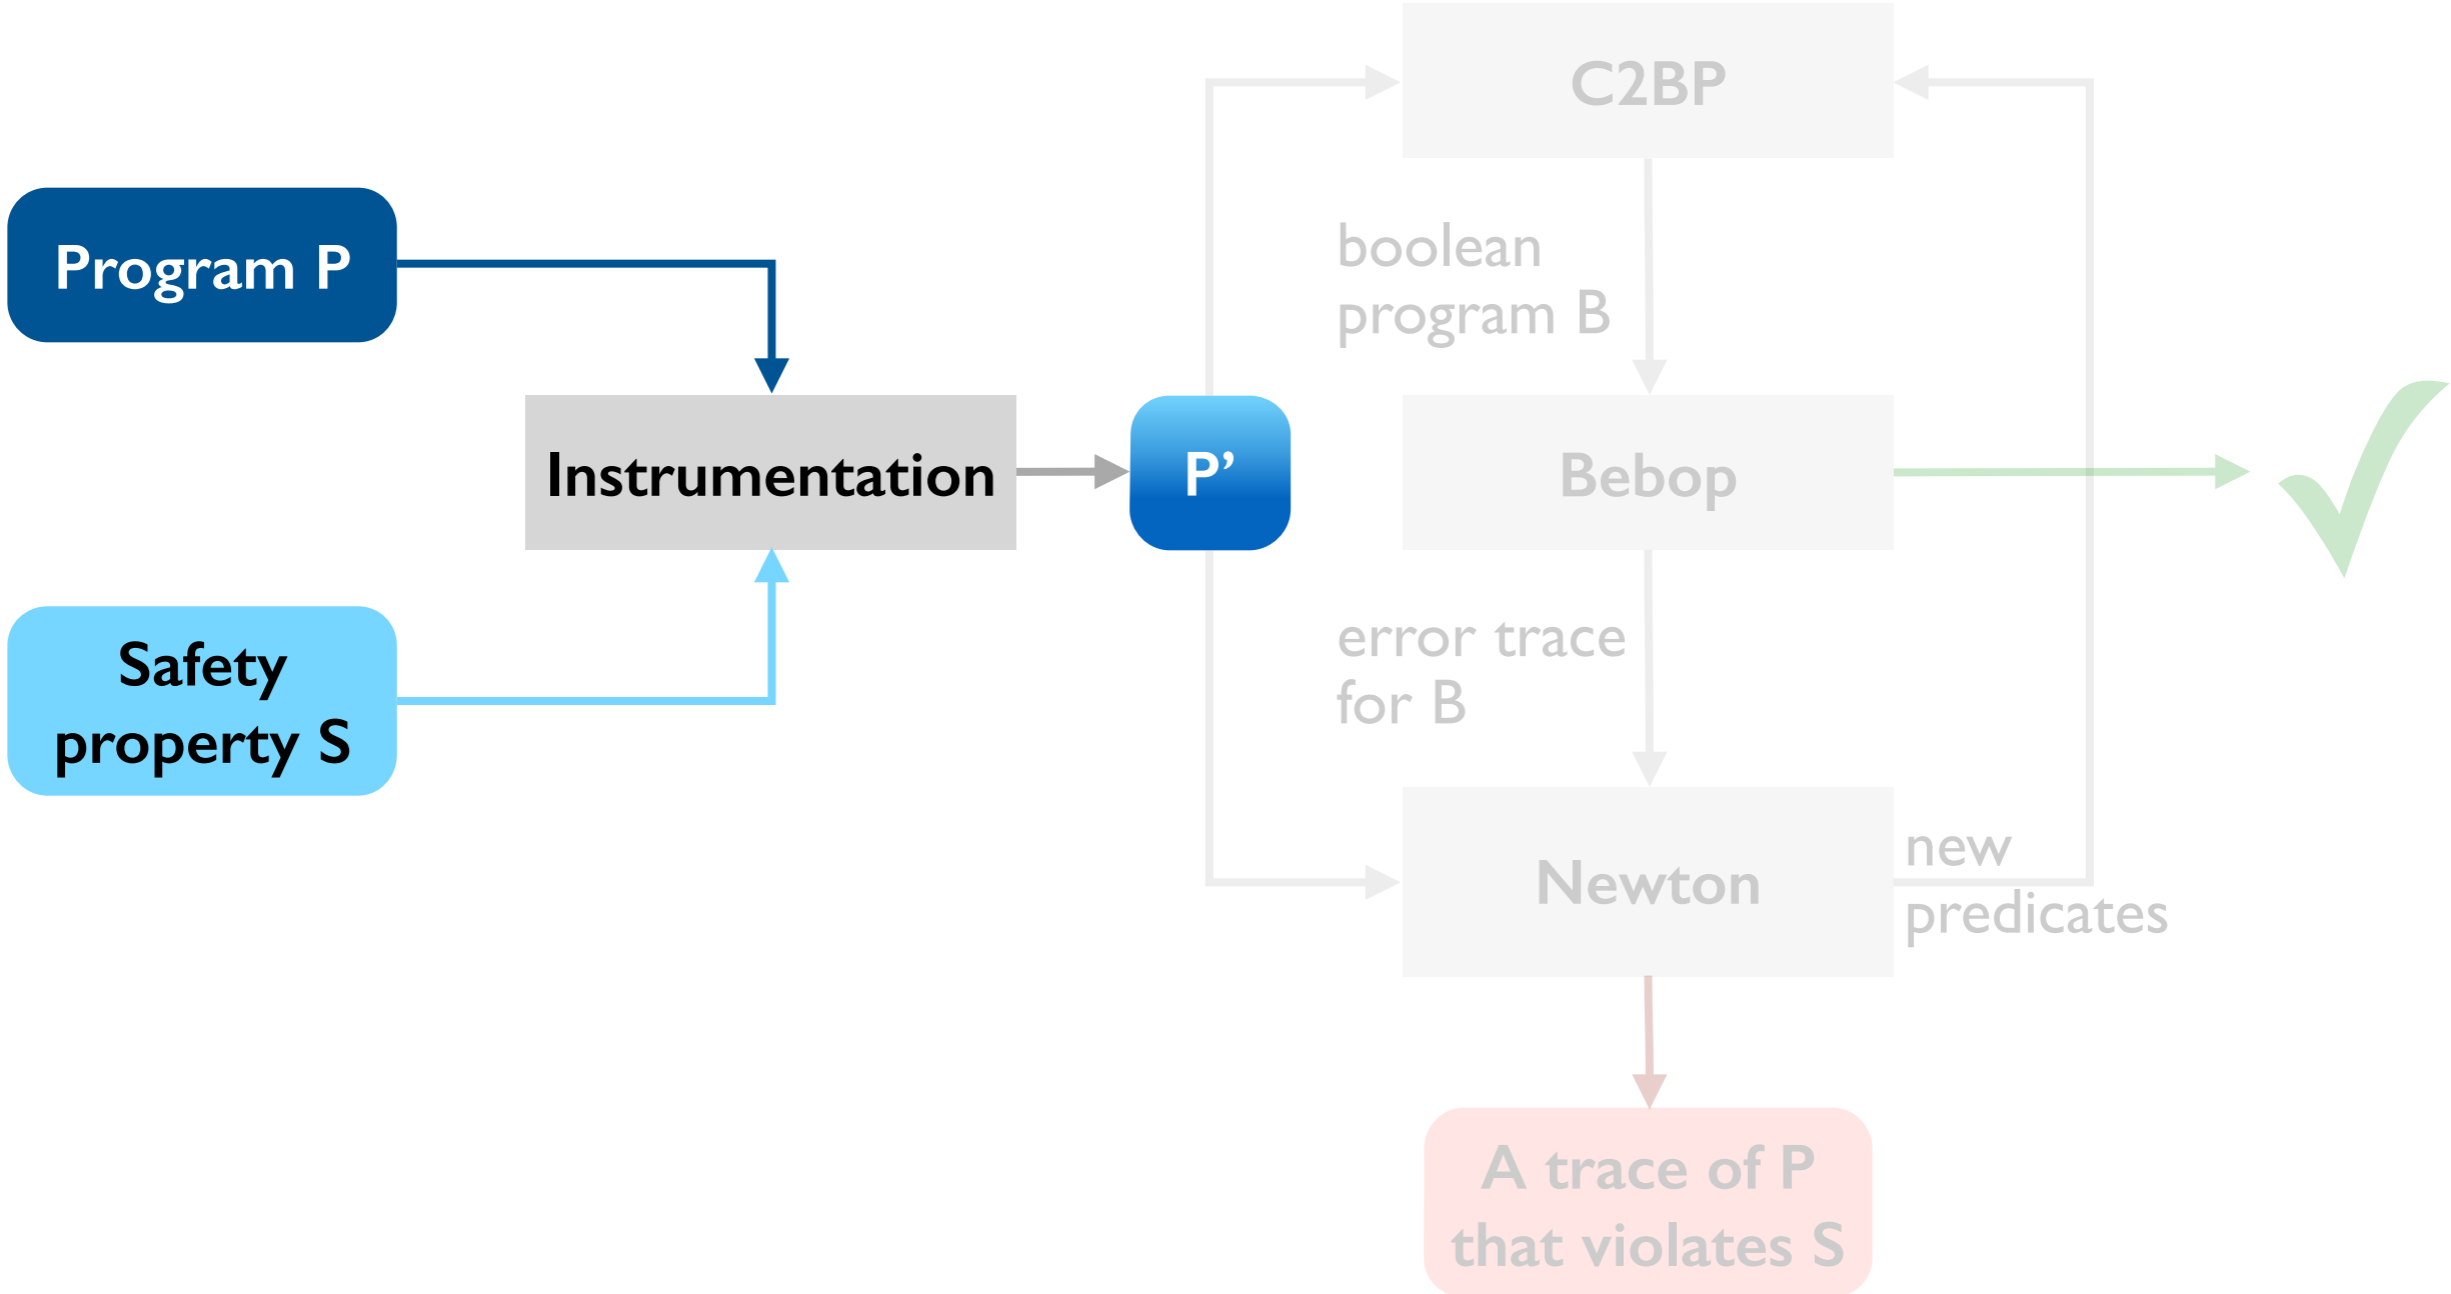 C2BP
Program P
boolean
program B
Instrumentation
P’
Bebop
Safety
property S
error trace
for B
Newton
new
predicates
A trace of P
that violates S